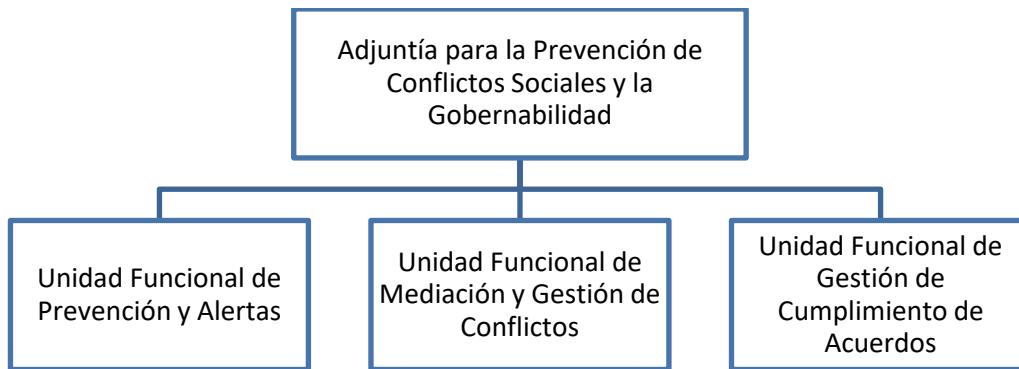 Adjuntía para la Prevención de
Conflictos Sociales y la
Gobernabilidad
Unidad Funcional de
Prevención y Alertas
Unidad Funcional de
Mediación y Gestión de
Conflictos
Unidad Funcional de
Gestión de
Cumplimiento de
Acuerdos